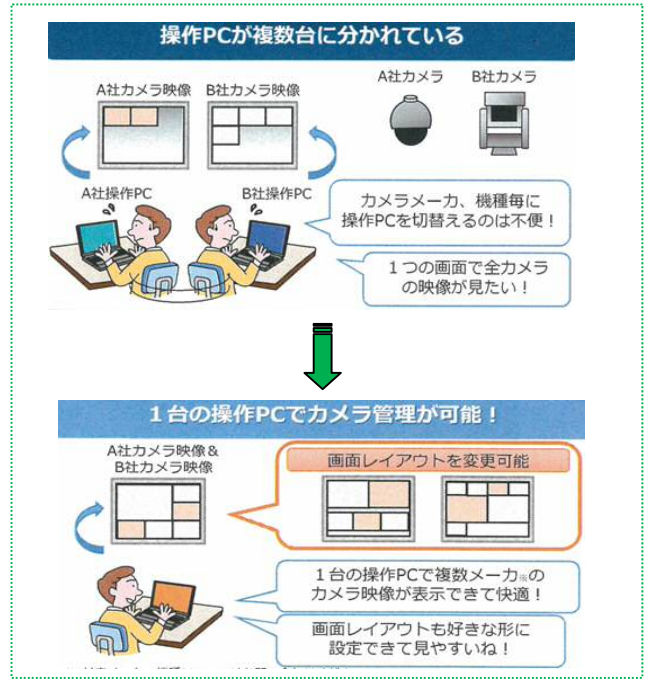 操作PCが複数台に分かれている
A社カメラ映像
B社カメラ映像
A社カメラ
B社カメラ
A社操作PC
B社操作PC
カメラメーカ、機種毎に
操作PCを切替えるのは不便！
１つの画面で全カメラ
の映像が見たい！
１台の操作PCでカメラ管理が可能！
A社カメラ映像＆
B社カメラ映像
画面レイアウトを変更可能
１台の操作PCで複数メーカ※の
カメラ映像が表示できて快適！
画面レイアウトも好きな形に
設定できて見やすいね！